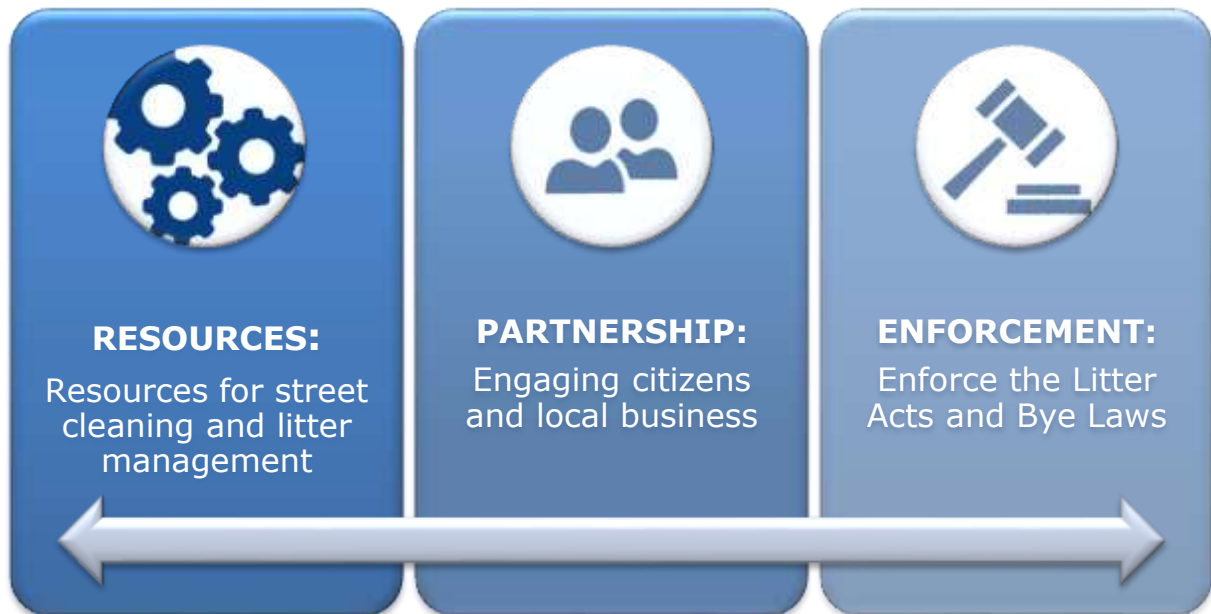 RESOURCES:
Resources for street
cleaning and litter
management
PARTNERSHIP:
Engaging citizens
and local business
ENFORCEMENT:
Enforce the Litter
Acts and Bye Laws